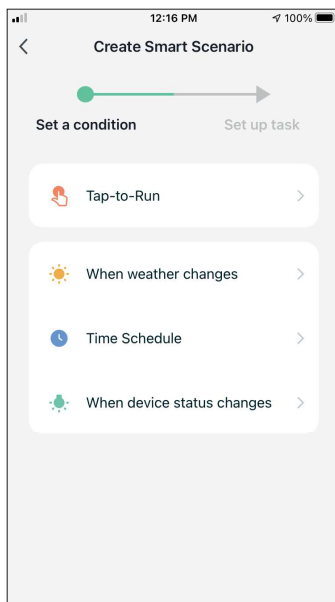 12:16 PM
100%
Create Smart Scenario
Set a condition
Set up task
Tap-to-Run
When weather changes
Time Schedule
When device status changes